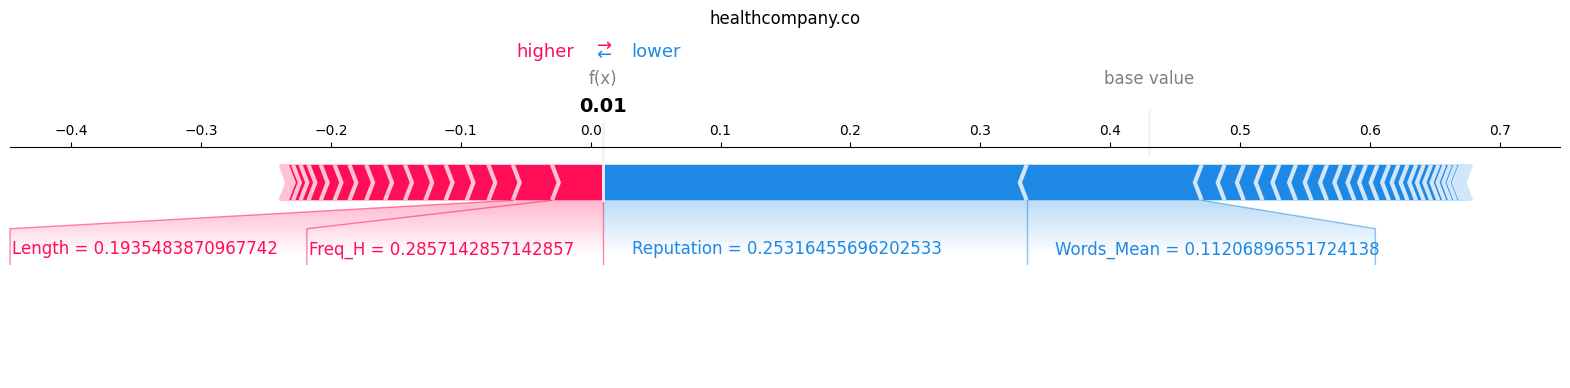 healthcompany.co
higher → ← lower
f(x) base value
0.01
−0.4 −0.3 −0.2 −0.1 0.0 0.1 0.2 0.3 0.4 0.5 0.6 0.7
Length = 0.1935483870967742 Freq_H = 0.2857142857142857 Reputation = 0.25316455696202533 Words_Mean = 0.11206896551724138